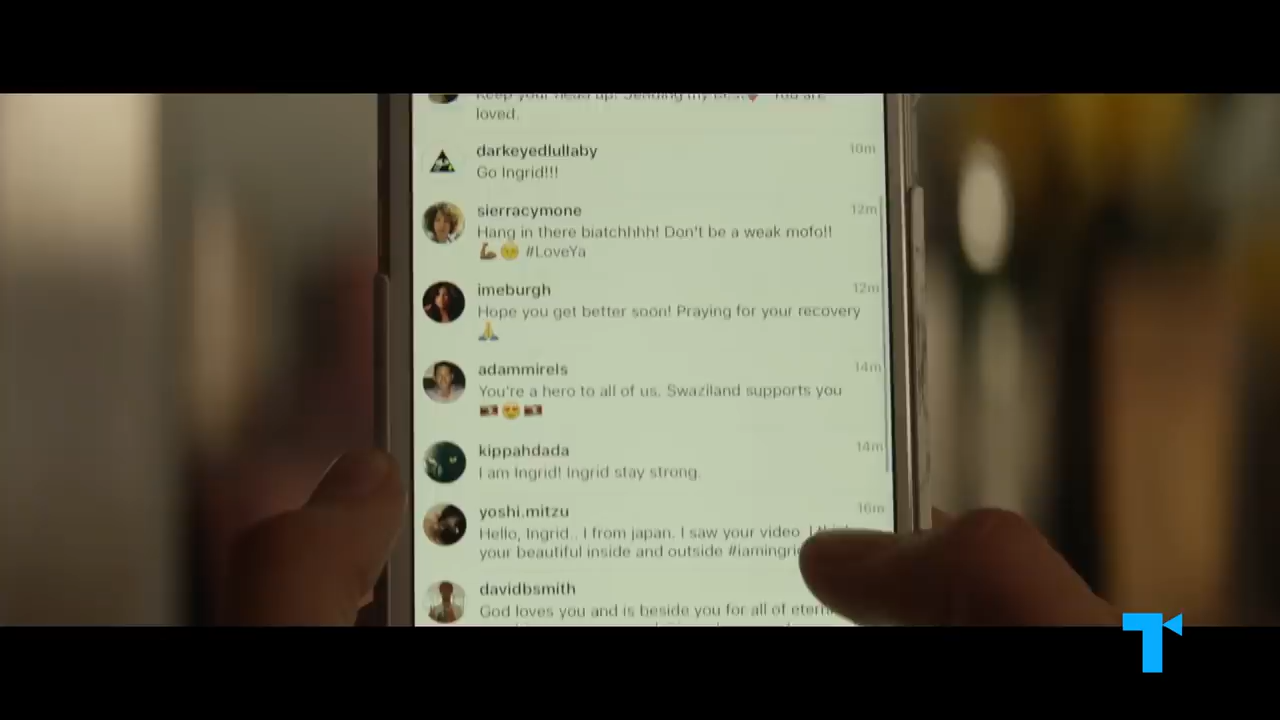 Keep your head up! Sending my best You are
loved.
darkeyedlullaby 10m
Go Ingrid!!!
sierracymone 12m
Hang in there biatchhhh! Don't be a weak mofo!!
💪🏾😔 #LoveYa
imeburgh 12m
Hope you get better soon! Praying for your recovery
🙏
adammirels 14m
You're a hero to all of us. Swaziland supports you
🇸🇿😍🇸🇿
kippahdada 14m
I am Ingrid! Ingrid stay strong.
yoshi.mitzu 16m
Hello, Ingrid.. I from japan. I saw your video I
your beautiful inside and outside
davidbsmith
God loves you and is beside you for all of